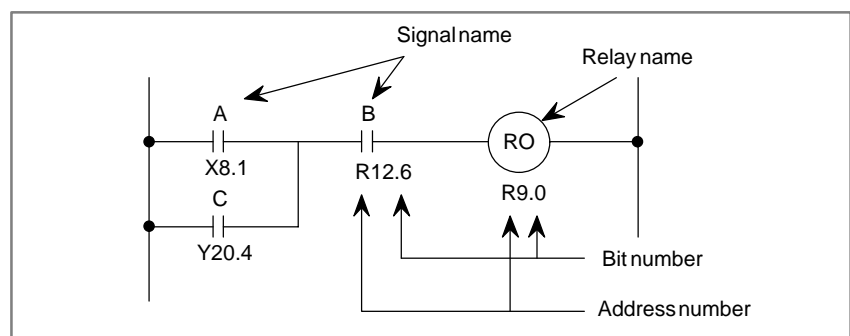 Signal name
Relay name
A
B
RO
X8.1
R12.6
R9.0
C
Y20.4
Bit number
Address number